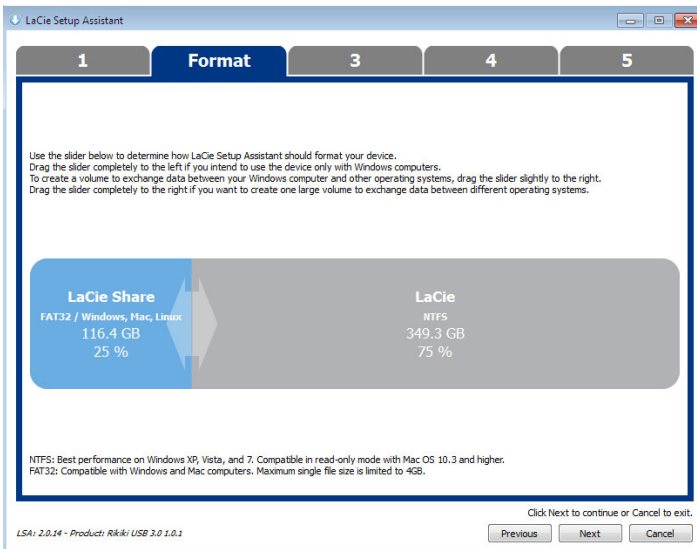 LaCie Setup Assistant
1
Format
3
4
5
Use the slider below to determine how LaCie Setup Assistant should format your device.
Drag the slider completely to the left if you intend to use the device only with Windows computers.
To create a volume to exchange data between your Windows computer and other operating systems, drag the slider slightly to the right.
Drag the slider completely to the right if you want to create one large volume to exchange data between different operating systems.
LaCie Share
FAT32 / Windows, Mac, Linux
116.4 GB
25 %
LaCie
NTFS
349.3 GB
75 %
NTFS: Best performance on Windows XP, Vista, and 7. Compatible in read-only mode with Mac OS 10.3 and higher.
FAT32: Compatible with Windows and Mac computers. Maximum single file size is limited to 4GB.
Click Next to continue or Cancel to exit.
LSA: 2.0.14 - Product: Rikiki USB 3.0 1.0.1
Previous
Next
Cancel